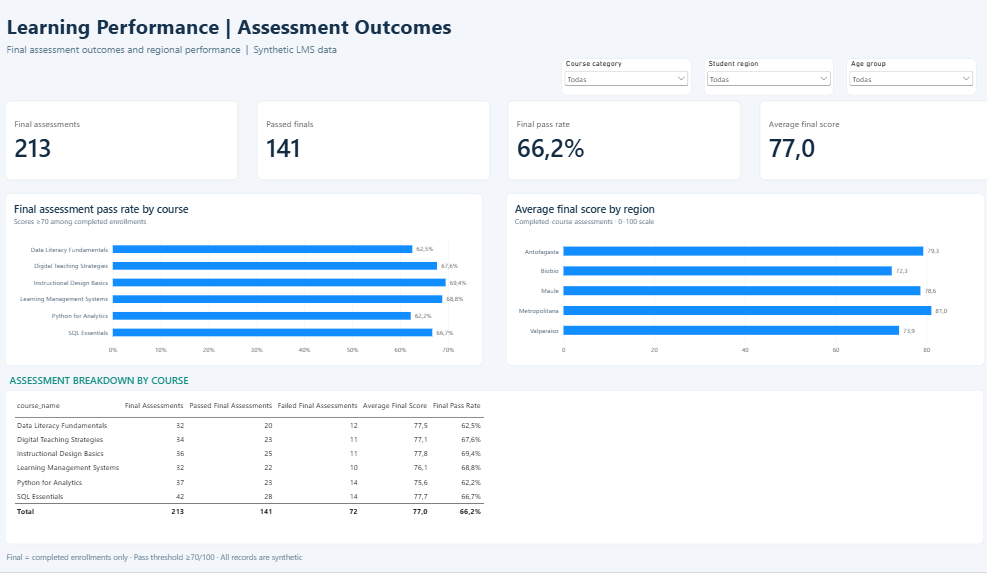 Learning Performance | Assessment Outcomes
Final assessment outcomes and regional performance | Synthetic LMS data
Course category Student region Age group
Todas Todas Todas
Final assessments Passed finals Final pass rate Average final score
213 141 66,2% 77,0
Final assessment pass rate by course
Scores ≥70 among completed enrollments
Data Literacy Fundamentals 62,5%
Digital Teaching Strategies 67,6%
Instructional Design Basics 69,4%
Learning Management Systems 68,8%
Python for Analytics 62,2%
SQL Essentials 66,7%
0% 10% 20% 30% 40% 50% 60% 70%
Average final score by region
Completed course assessments · 0–100 scale
Antofagasta 79,3
Biobio 72,3
Maule 78,6
Metropolitana 81,0
Valparaiso 73,9
0 20 40 60 80
ASSESSMENT BREAKDOWN BY COURSE
course_name Final Assessments Passed Final Assessments Failed Final Assessments Average Final Score Final Pass Rate
Data Literacy Fundamentals 32 20 12 77,5 62,5%
Digital Teaching Strategies 34 23 11 77,1 67,6%
Instructional Design Basics 36 25 11 77,8 69,4%
Learning Management Systems 32 22 10 76,1 68,8%
Python for Analytics 37 23 14 75,6 62,2%
SQL Essentials 42 28 14 77,7 66,7%
Total 213 141 72 77,0 66,2%
Final = completed enrollments only · Pass threshold ≥70/100 · All records are synthetic